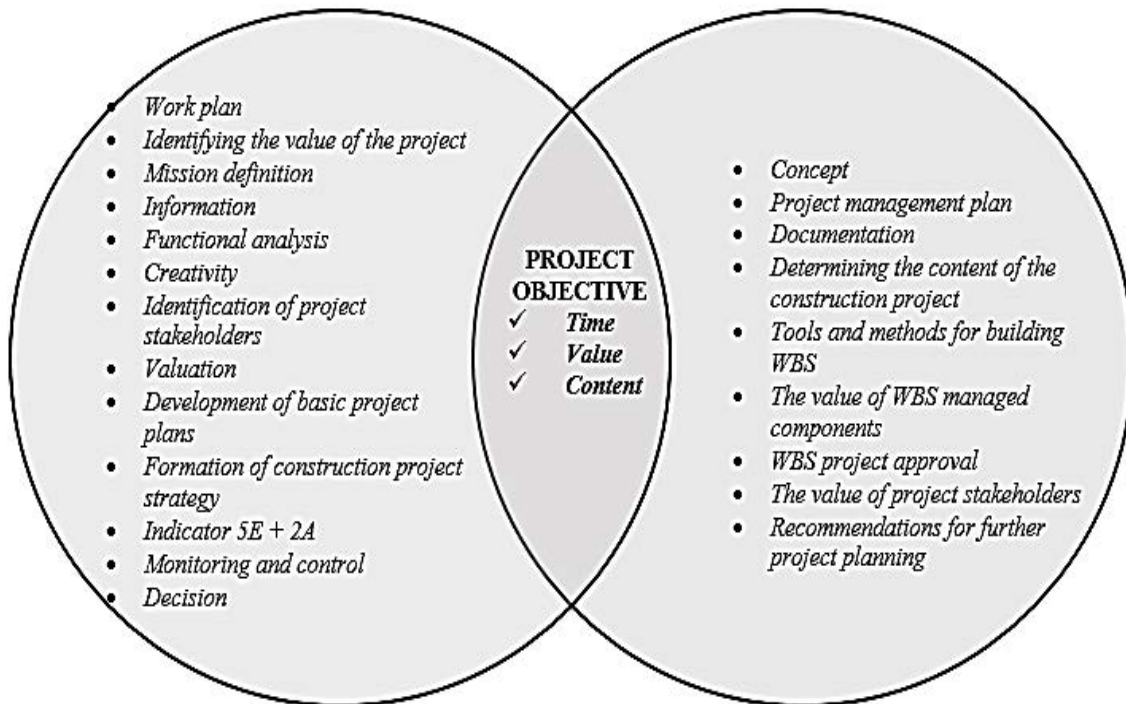 • Work plan
• Identifying the value of the project
• Mission definition
• Information
• Functional analysis
• Creativity
• Identification of project
stakeholders
• Valuation
• Development of basic project
plans
• Formation of construction project
strategy
• Indicator 5E + 2A
• Monitoring and control
• Decision
PROJECT
OBJECTIVE
✓ Time
✓ Value
✓ Content
• Concept
• Project management plan
• Documentation
• Determining the content of the
construction project
• Tools and methods for building
WBS
• The value of WBS managed
components
• WBS project approval
• The value of project stakeholders
• Recommendations for further
project planning